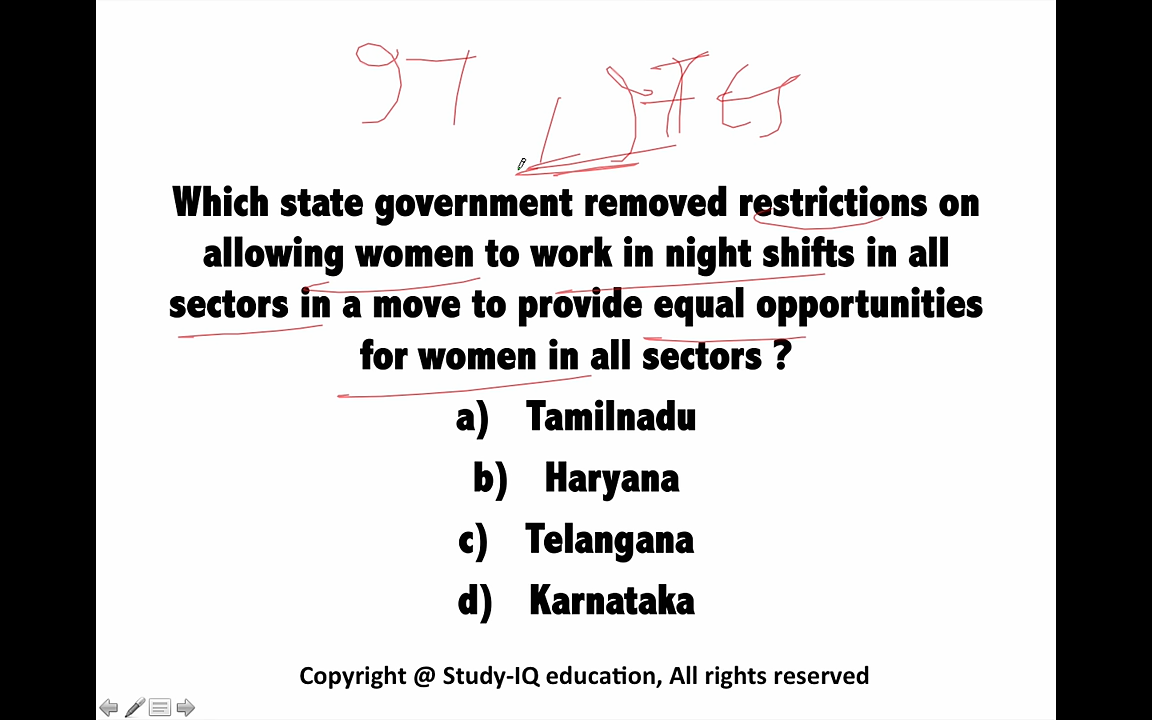 Which state government removed restrictions on
allowing women to work in night shifts in all
sectors in a move to provide equal opportunities
for women in all sectors ?
a) Tamilnadu
b) Haryana
c) Telangana
d) Karnataka
Copyright @ Study-IQ education, All rights reserved